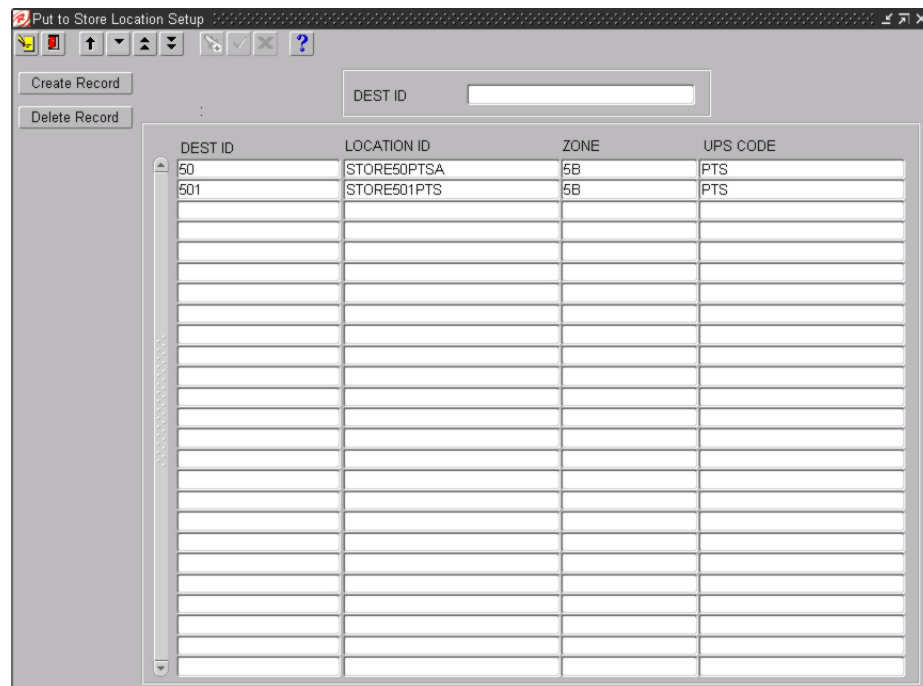 Put to Store Location Setup
?
Create Record
DEST ID
Delete Record
:
DEST ID LOCATION ID ZONE UPS CODE
50 STORE50PTSA 5B PTS
501 STORE501PTS 5B PTS